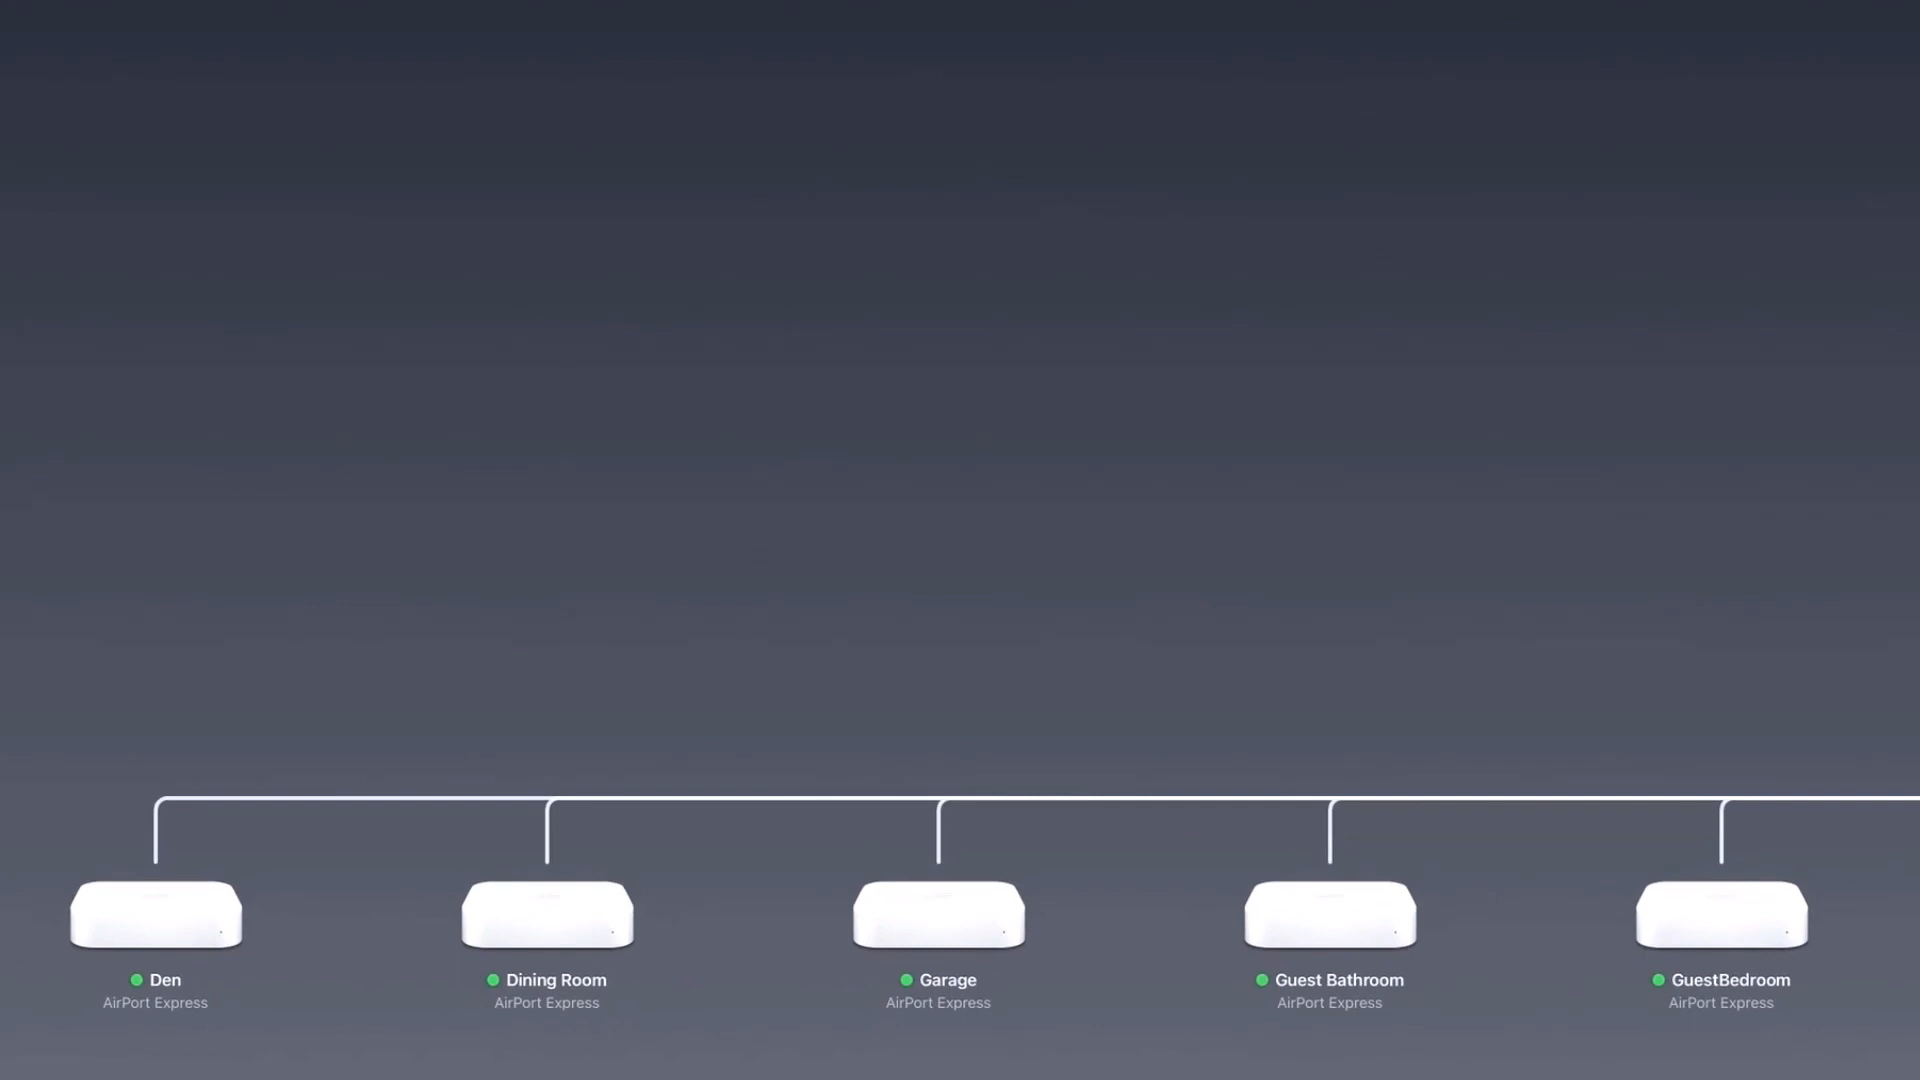 Den
AirPort Express
Dining Room
AirPort Express
Garage
AirPort Express
Guest Bathroom
AirPort Express
GuestBedroom
AirPort Express